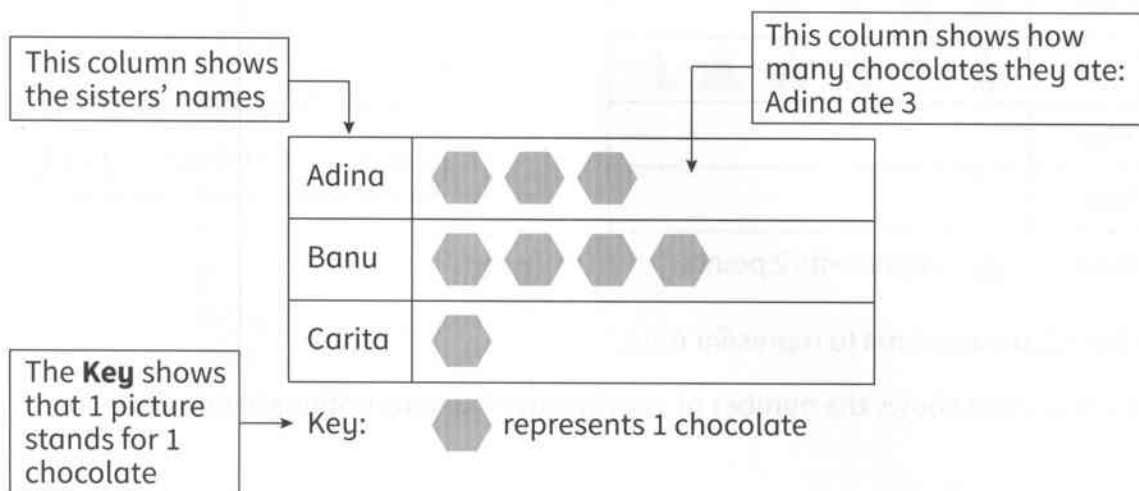 This column shows
the sisters' names
This column shows how
many chocolates they ate:
Adina ate 3
Adina
Banu
Carita
The Key shows
that 1 picture
stands for 1
chocolate
Key: represents 1 chocolate